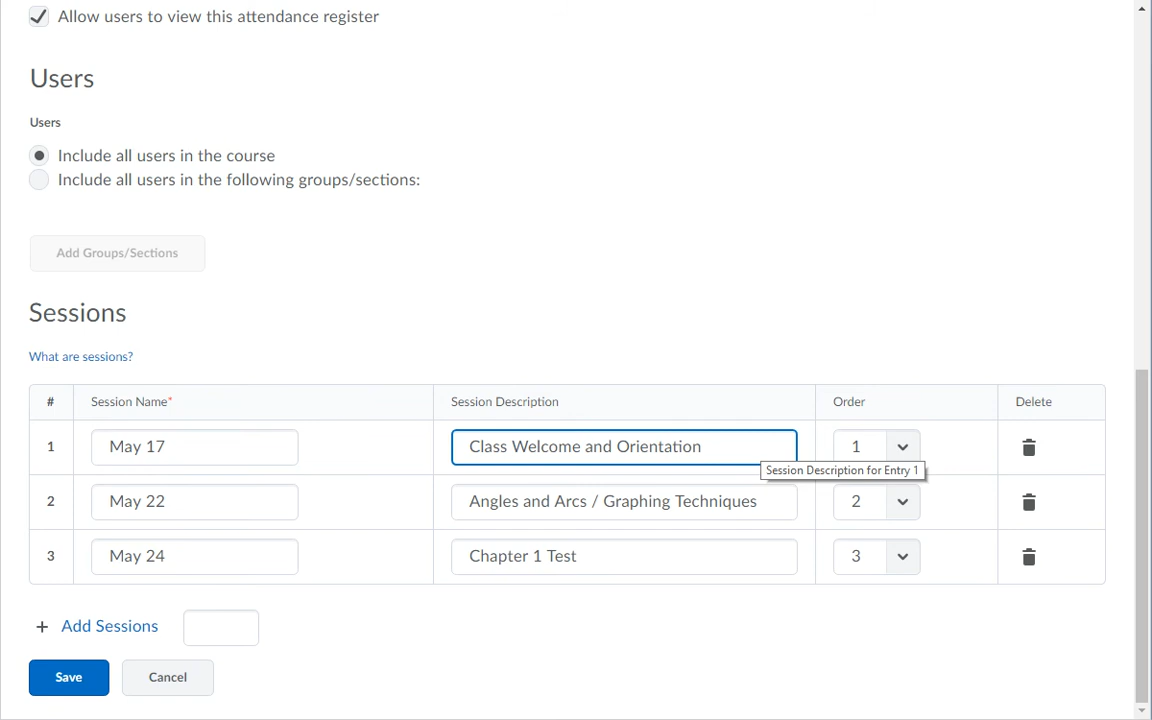 Allow users to view this attendance register
Users
Users
Include all users in the course
Include all users in the following groups/sections:
Add Groups/Sections
Sessions
What are sessions?
# Session Name* Session Description Order Delete
1 May 17 Class Welcome and Orientation 1
Session Description for Entry 1
2 May 22 Angles and Arcs / Graphing Techniques 2
3 May 24 Chapter 1 Test 3
+ Add Sessions
Save Cancel